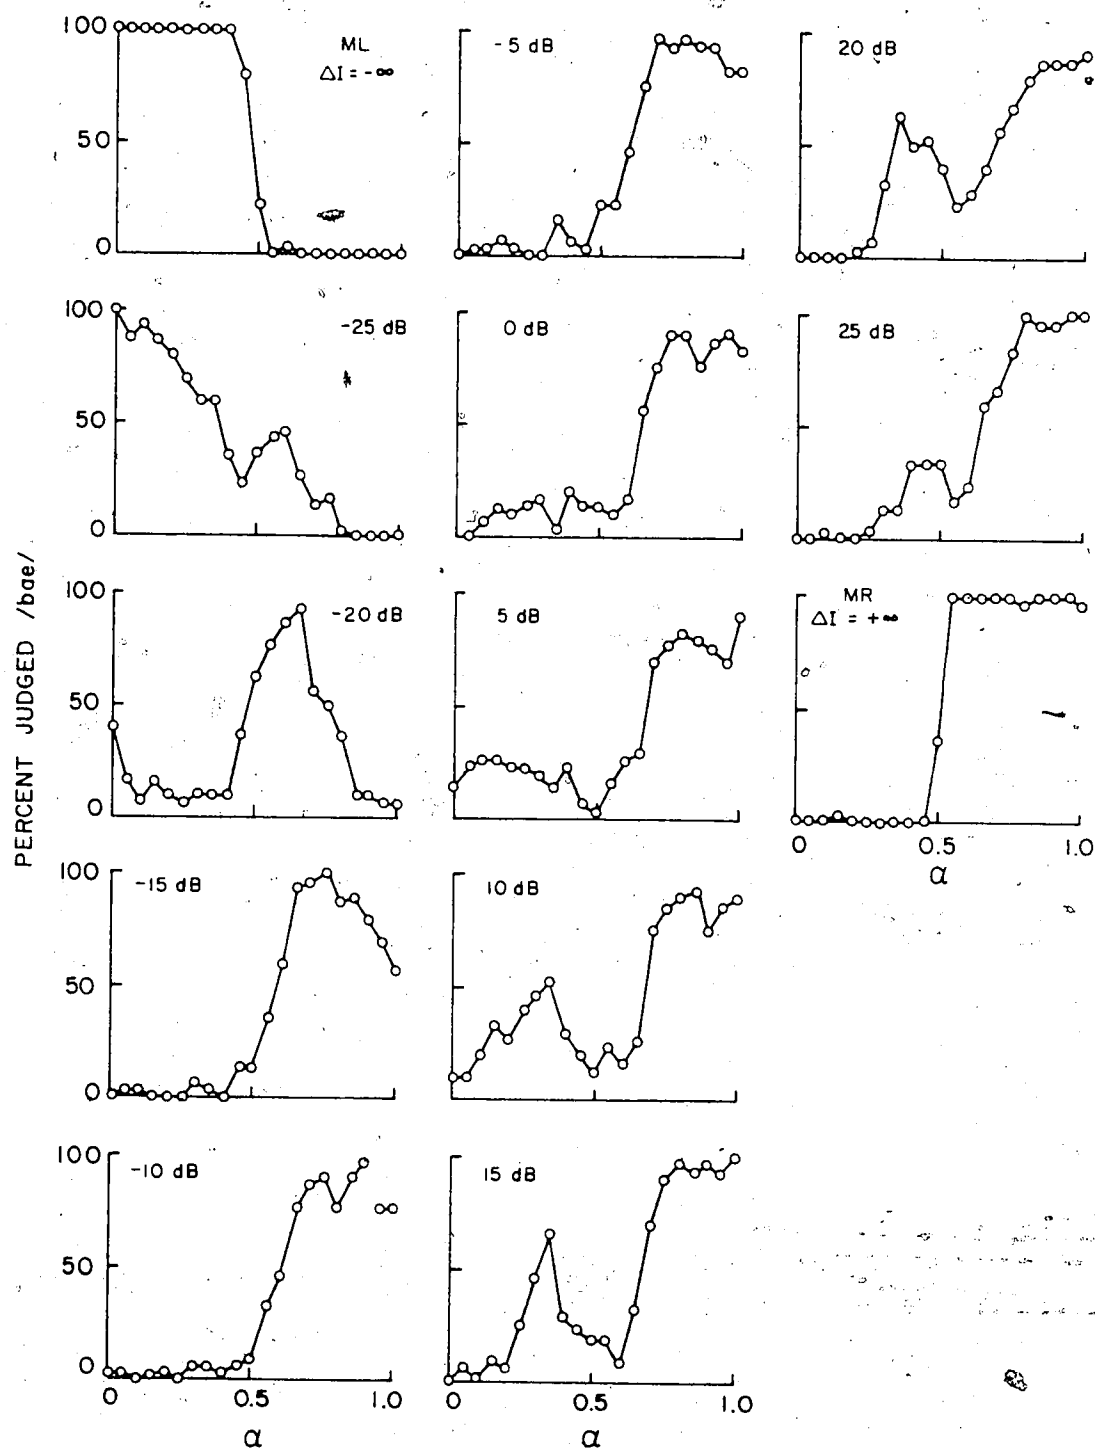 PERCENT JUDGED /bae/
100
50
0
ML
ΔI = -∞
-5 dB
20 dB
100
50
0
-25 dB
0 dB
25 dB
100
50
0
-20 dB
5 dB
MR
ΔI = +∞
0 0.5 1.0
α
100
50
0
-15 dB
10 dB
100
50
0
-10 dB
15 dB
0 0.5 1.0
α
0 0.5 1.0
α